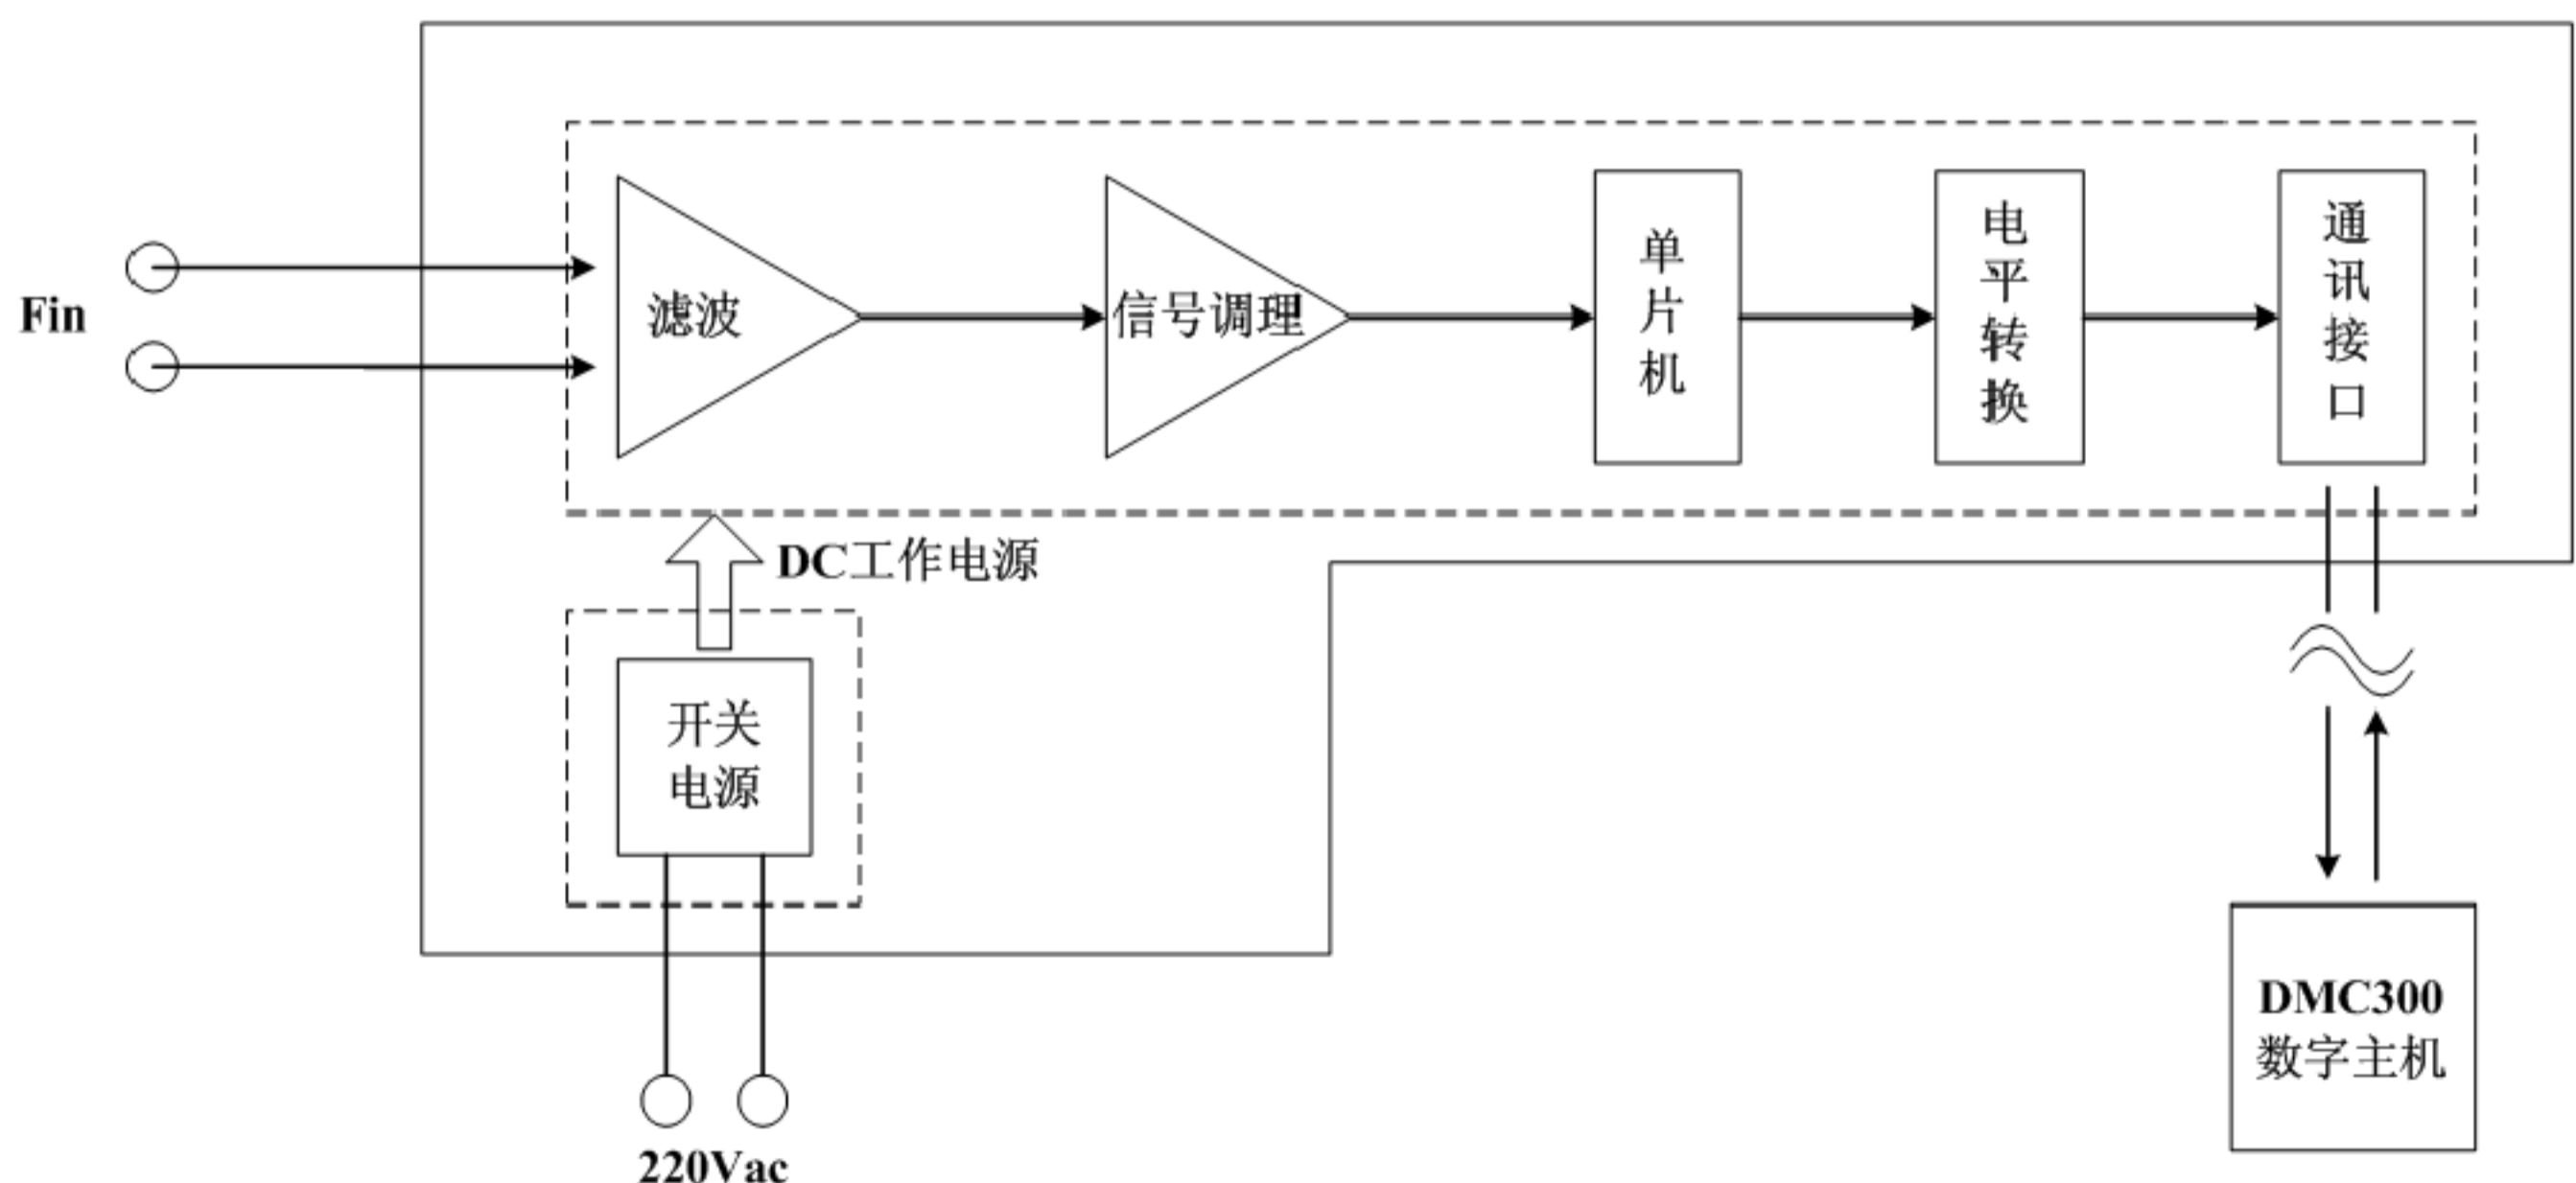 Fin
滤波
信号调理
单片机
电平转换
通讯接口
DC工作电源
开关
电源
220Vac
DMC300
数字主机